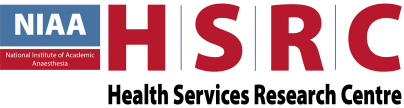 NIAA
National Institute of Academic
Anaesthesia
HSRC
Health Services Research Centre